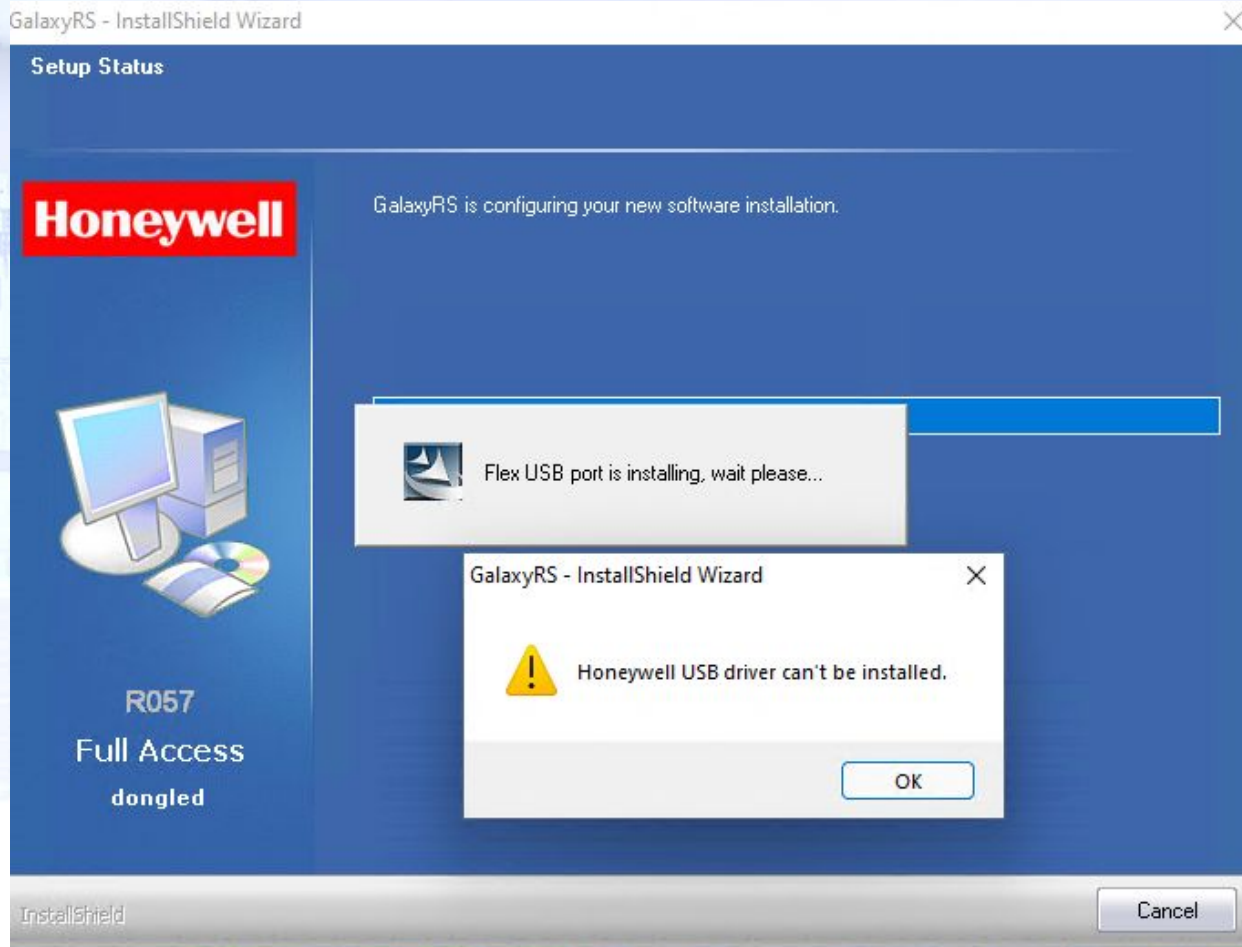 GalaxyRS - InstallShield Wizard
Setup Status
Honeywell
GalaxyRS is configuring your new software installation.
Flex USB port is installing, wait please...
GalaxyRS - InstallShield Wizard
Honeywell USB driver can't be installed.
OK
R057
Full Access
dongled
InstallShield
Cancel